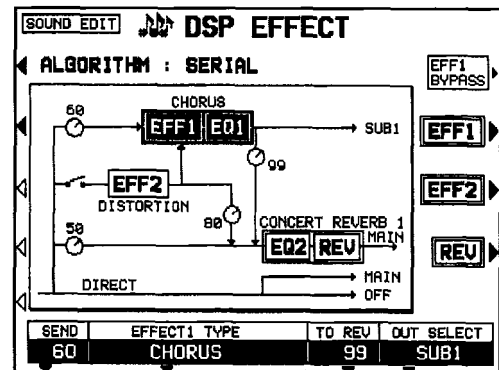 SOUND EDIT DSP EFFECT
ALGORITHM : SERIAL
EFF1 BYPASS
60
CHORUS
EFF1 EQ1
SUB1
EFF1
99
EFF2
DISTORTION
EFF2
80
50
CONCERT REVERB 1
EQ2 REV
MAIN
REV
DIRECT
MAIN
OFF
SEND EFFECT1 TYPE TO REV OUT SELECT
60 CHORUS 99 SUB1